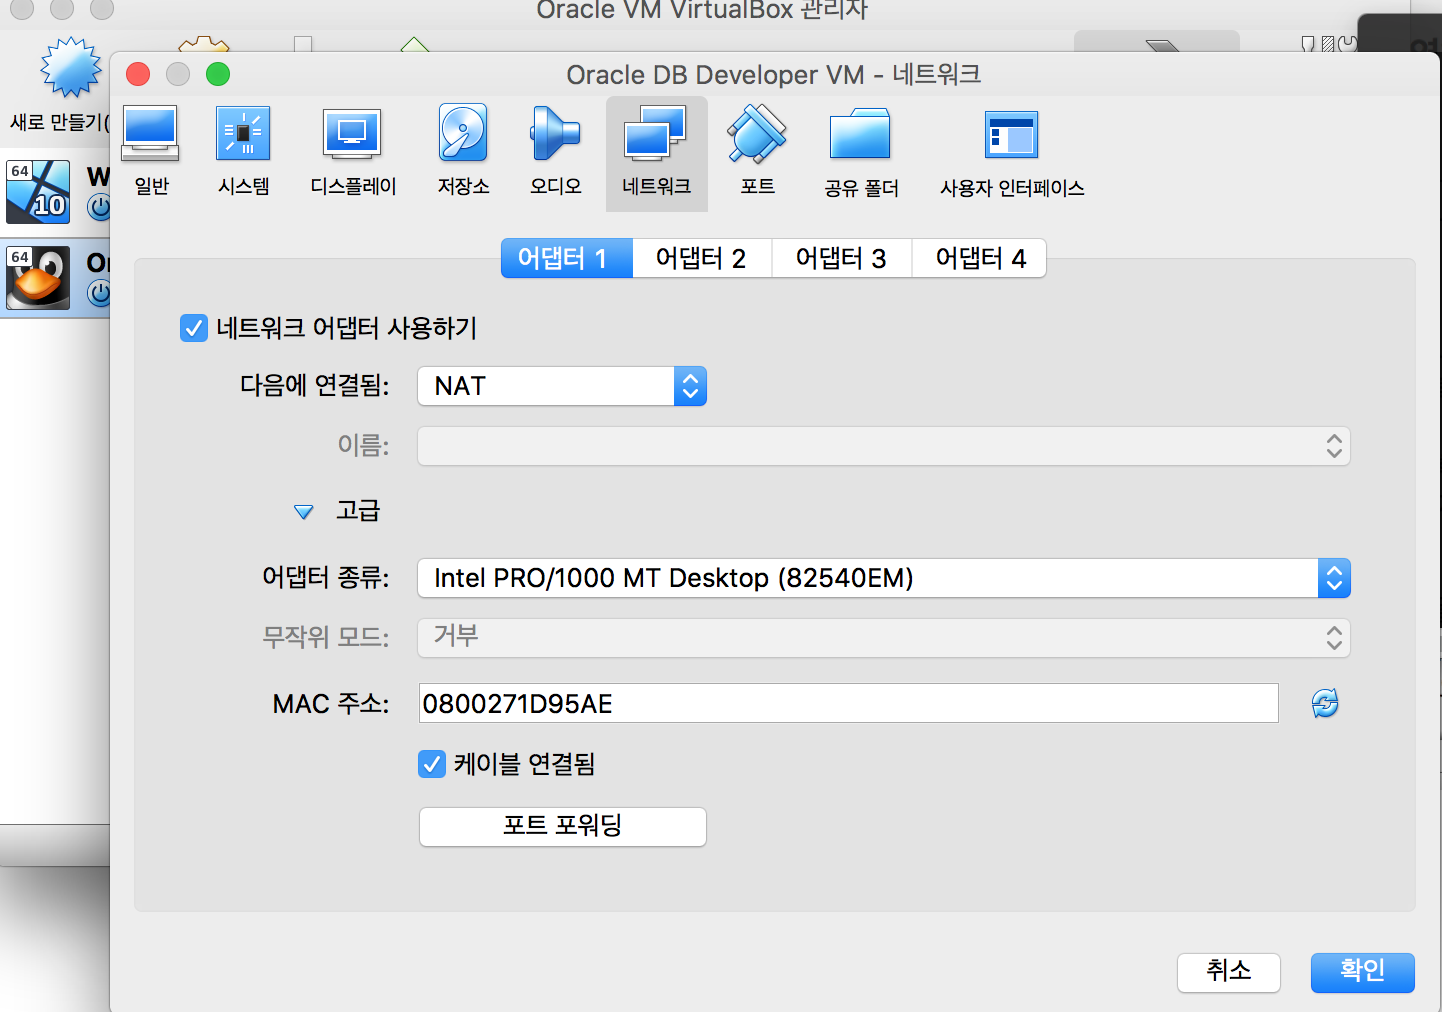 Oracle VM VirtualBox 관리자
Oracle DB Developer VM - 네트워크
새로 만들기(
일반
시스템
디스플레이
저장소
오디오
네트워크
포트
공유 폴더
사용자 인터페이스
64
10
W
64
어댑터 1
어댑터 2
어댑터 3
어댑터 4
네트워크 어댑터 사용하기
다음에 연결됨:
NAT
이름:
고급
어댑터 종류:
Intel PRO/1000 MT Desktop (82540EM)
무작위 모드:
거부
MAC 주소:
0800271D95AE
케이블 연결됨
포트 포워딩
취소
확인